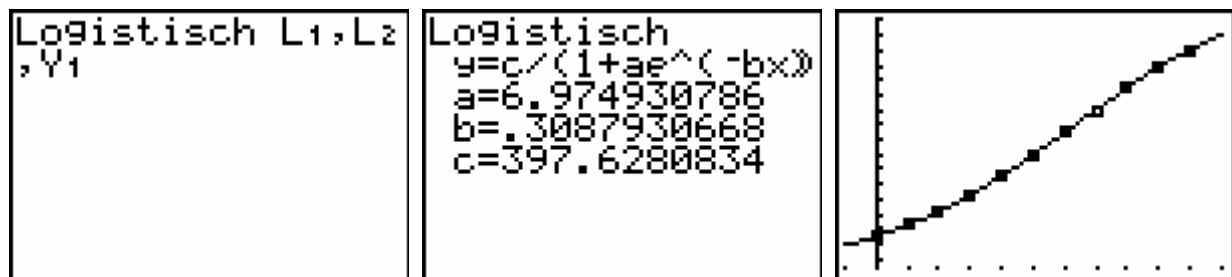 Logistisch L₁,L₂
,Y₁
Logistisch
y=c/(1+ae^(-bx))
a=6.974930786
b=.3087930668
c=397.6280834